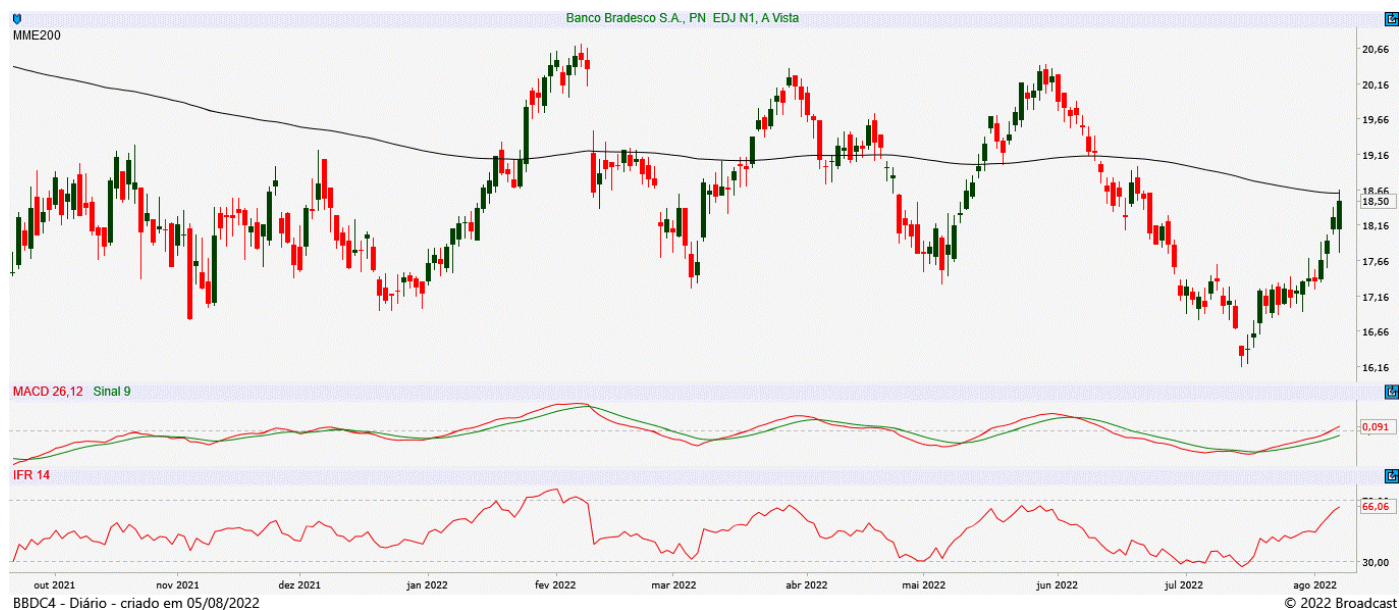 Banco Bradesco S.A., PN EDJ N1, A Vista
MME200
20,66
20,16
19,66
19,16
18,66
18,50
18,16
17,66
17,16
16,66
16,16
MACD 26,12 Sinal 9
0,091
IFR 14
66,06
30,00
out 2021 nov 2021 dez 2021 jan 2022 fev 2022 mar 2022 abr 2022 mai 2022 jun 2022 jul 2022 ago 2022
BBDC4 - Diário - criado em 05/08/2022 © 2022 Broadcast